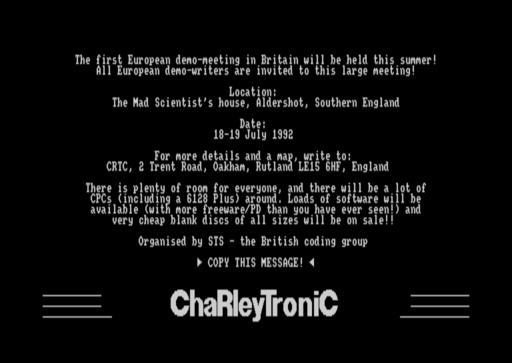 The first European demo-meeting in Britain will be held this summer!
All European demo-writers are invited to this large meeting!
Location:
The Mad Scientist's house, Aldershot, Southern England
Date:
18-19 July 1992
For more details and a map, write to:
CRTC, 2 Trent Road, Oakham, Rutland LE15 6HF, England
There is plenty of room for everyone, and there will be a lot of
CPCs (including a 6128 Plus) around. Loads of software will be
available (with more freeware/PD than you have ever seen!) and
very cheap blank discs of all sizes will be on sale!!
Organised by STS - the British coding group
▶ COPY THIS MESSAGE! ◀
ChaRleyTroniC